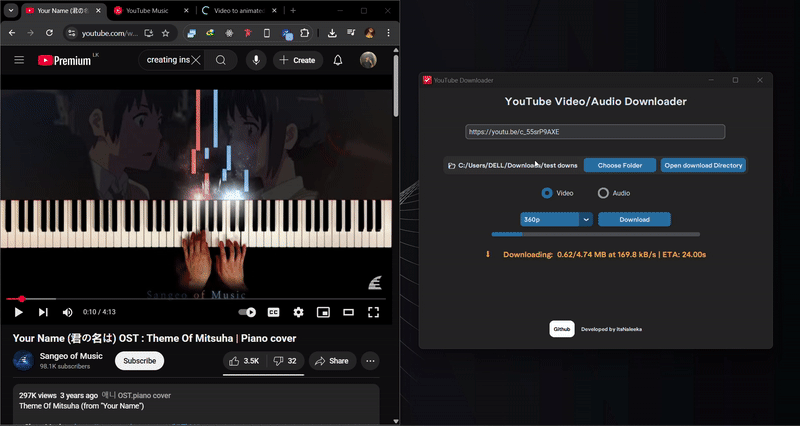 Your Name (君の名は)
YouTube Music
Video to animated
youtube.com/w...
Premium
LK
creating ins
Create
0:10 / 4:13
Sangeo of Music
Your Name (君の名は) OST : Theme Of Mitsuha | Piano cover
Sangeo of Music
98.1K subscribers
Subscribe
3.5K
32
Share
297K views 3 years ago 애니 OST.piano cover
Theme Of Mitsuha (from "Your Name")
YouTube Downloader
YouTube Video/Audio Downloader
https://youtu.be/c_55srP9AXE
C:/Users/DELL/Downloads/test downs
Choose Folder
Open download Directory
Video
Audio
360p
Download
Downloading: 0.62/4.74 MB at 169.8 kB/s | ETA: 24.00s
Github
Developed by itsNaleeka